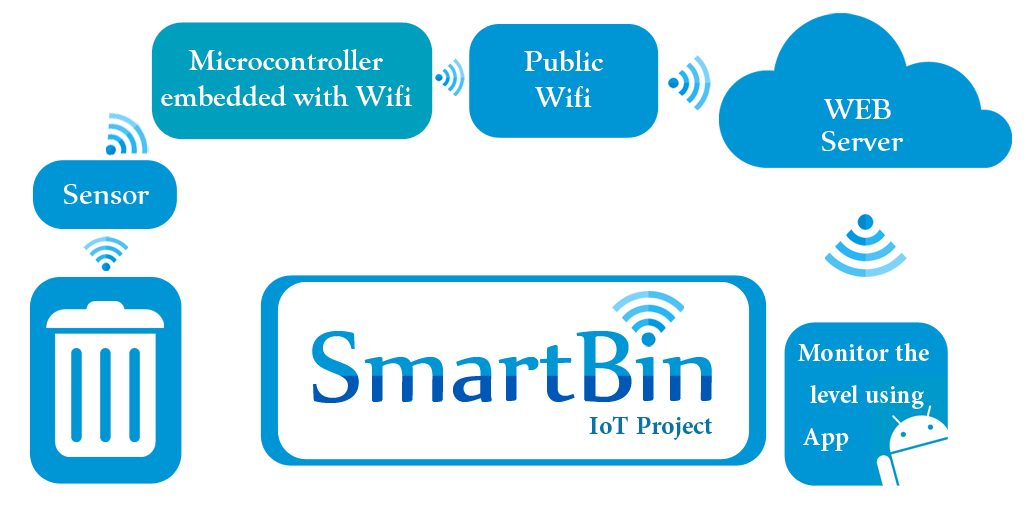 Microcontroller
embedded with Wifi
Public
Wifi
WEB
Server
Sensor
SmartBin
IoT Project
Monitor the
level using
App